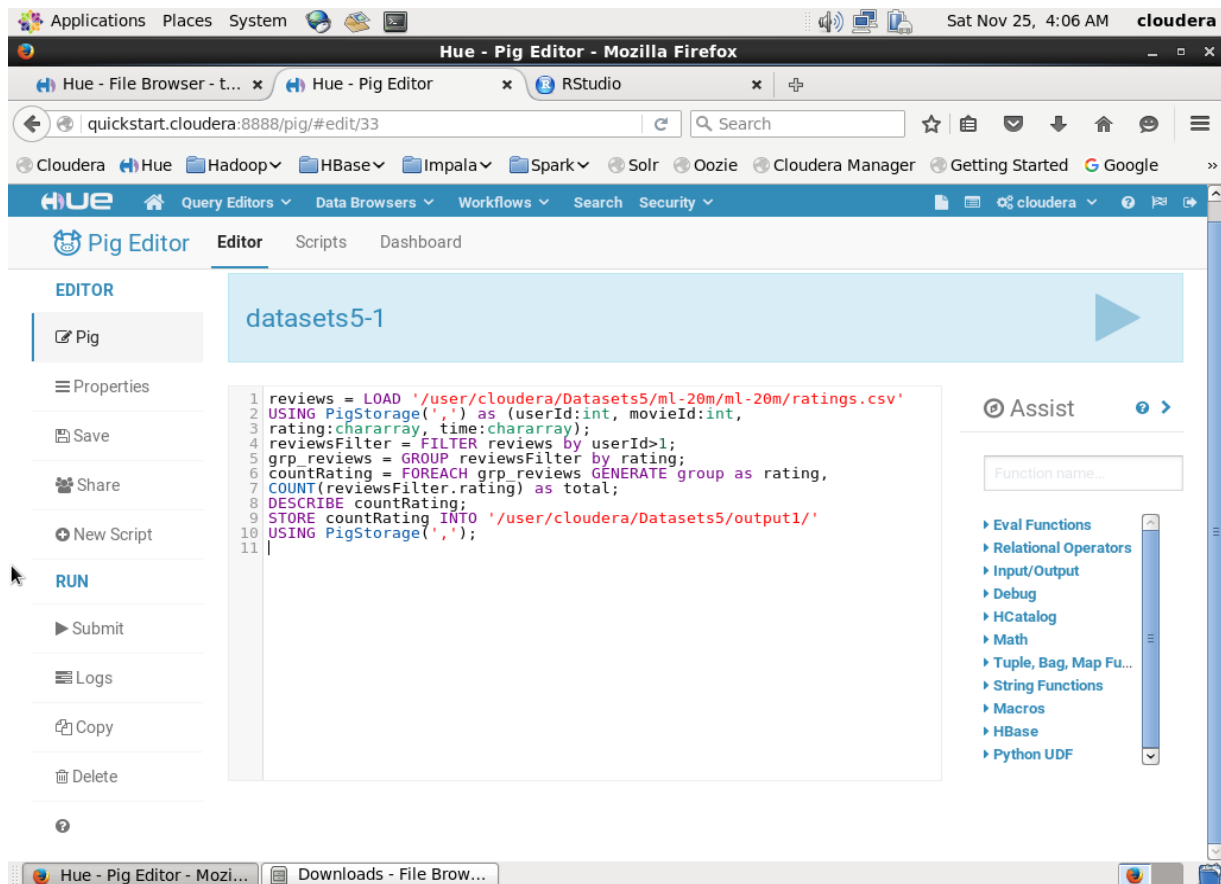 Applications Places System Sat Nov 25, 4:06 AM cloudera
Hue - Pig Editor - Mozilla Firefox
Hue - File Browser - t... Hue - Pig Editor RStudio
quickstart.cloudera:8888/pig/#edit/33 Search
Cloudera Hue Hadoop HBase Impala Spark Solr Oozie Cloudera Manager Getting Started Google »
HUE Query Editors Data Browsers Workflows Search Security cloudera
Pig Editor Editor Scripts Dashboard
EDITOR
datasets5-1
Pig
Properties
Save
Share
New Script
RUN
Submit
Logs
Copy
Delete
1 reviews = LOAD '/user/cloudera/Datasets5/ml-20m/ml-20m/ratings.csv'
2 USING PigStorage(',') as (userId:int, movieId:int,
3 rating:chararray, time:chararray);
4 reviewsFilter = FILTER reviews by userId>1;
5 grp_reviews = GROUP reviewsFilter by rating;
6 countRating = FOREACH grp_reviews GENERATE group as rating,
7 COUNT(reviewsFilter.rating) as total;
8 DESCRIBE countRating;
9 STORE countRating INTO '/user/cloudera/Datasets5/output1/'
10 USING PigStorage(',');
11
Assist
Function name...
Eval Functions
Relational Operators
Input/Output
Debug
HCatalog
Math
Tuple, Bag, Map Fu...
String Functions
Macros
HBase
Python UDF
Hue - Pig Editor - Mozi... Downloads - File Brow...